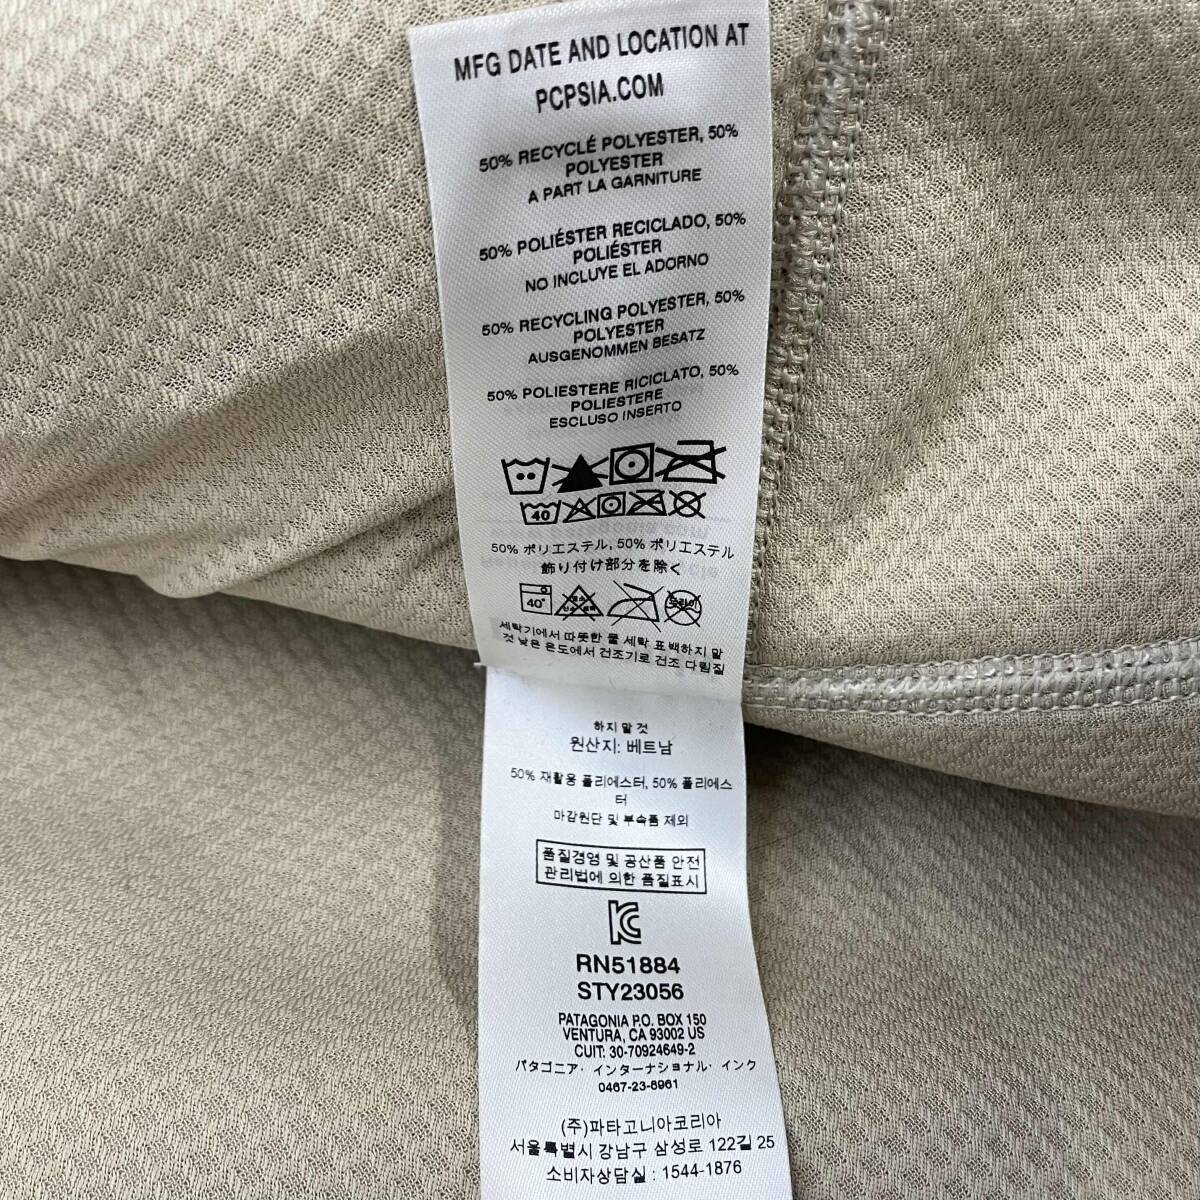 MFG DATE AND LOCATION AT
PCPSIA.COM
50% RECYCLÉ POLYESTER, 50%
POLYESTER
A PART LA GARNITURE
50% POLIÉSTER RECICLADO, 50%
POLIÉSTER
NO INCLUYE EL ADORNO
50% RECYCLING POLYESTER, 50%
POLYESTER
AUSGENOMMEN BESATZ
50% POLIESTERE RICICLATO, 50%
POLIESTERE
ESCLUSO INSERTO
40
50% ポリエステル, 50% ポリエステル
飾り付け部分を除く
40°
세탁기에서 따뜻한 물 세탁 표백하지 말
것 낮은 온도에서 건조기로 건조 다림질
하지 말 것
원산지: 베트남
50% 재활용 폴리에스터, 50% 폴리에스
터
마감원단 및 부속품 제외
품질경영 및 공산품 안전
관리법에 의한 품질표시
RN51884
STY23056
PATAGONIA P.O. BOX 150
VENTURA, CA 93002 US
CUIT: 30-70924649-2
パタゴニア・インターナショナル・インク
0467-23-8961
(주)파타고니아코리아
서울특별시 강남구 삼성로 122길 25
소비자상담실 : 1544-1876